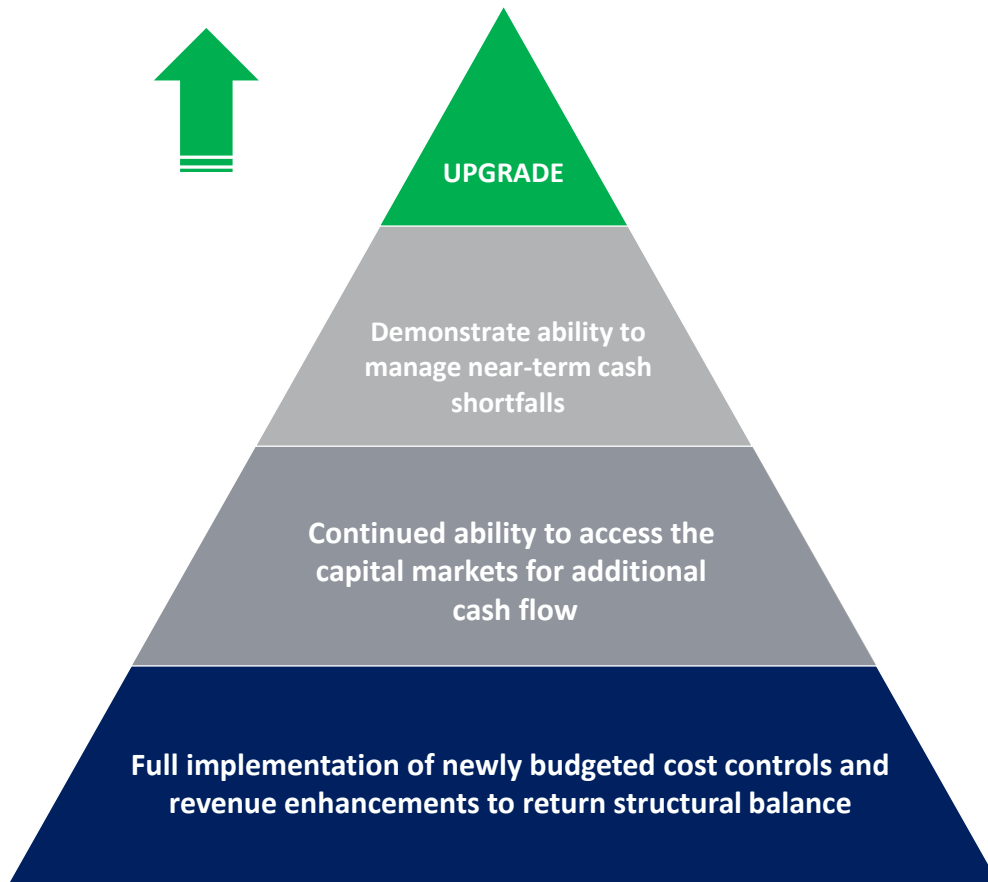 UPGRADE
Demonstrate ability to
manage near-term cash
shortfalls
Continued ability to access the
capital markets for additional
cash flow
Full implementation of newly budgeted cost controls and
revenue enhancements to return structural balance